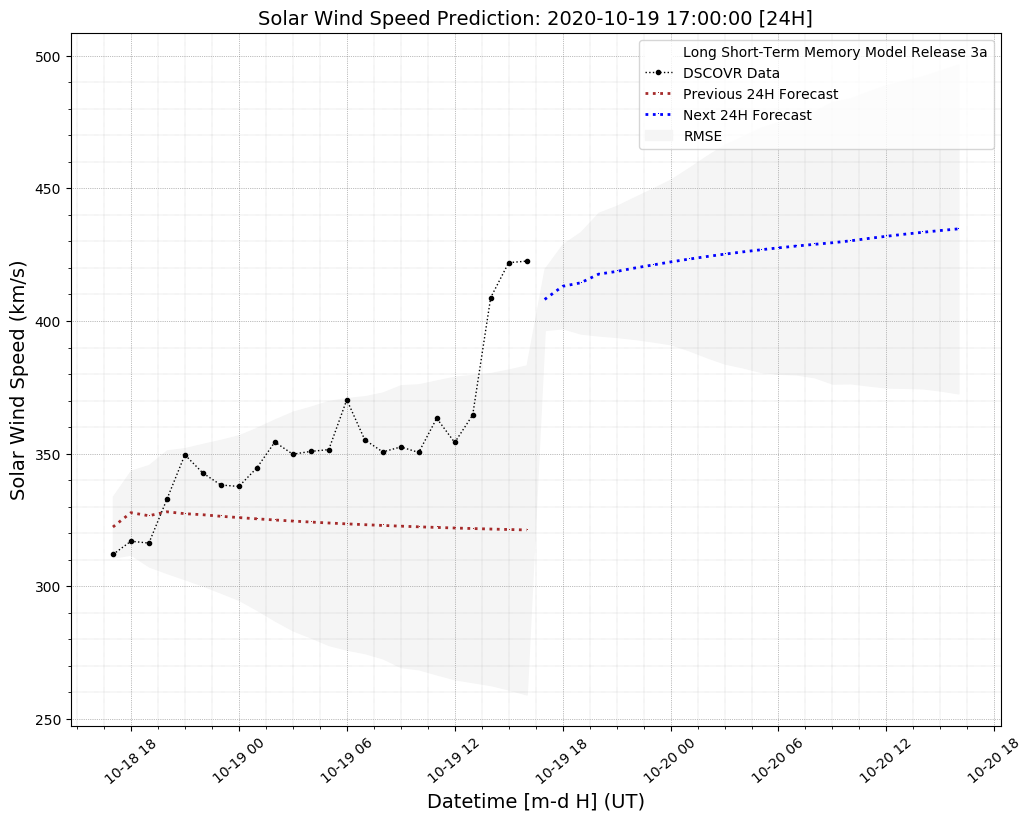 Solar Wind Speed Prediction: 2020-10-19 17:00:00 [24H]
Long Short-Term Memory Model Release 3a
DSCOVR Data
Previous 24H Forecast
Next 24H Forecast
RMSE
Solar Wind Speed (km/s)
500
450
400
350
300
250
10-18 18
10-19 00
10-19 06
10-19 12
10-19 18
10-20 00
10-20 06
10-20 12
10-20 18
Datetime [m-d H] (UT)